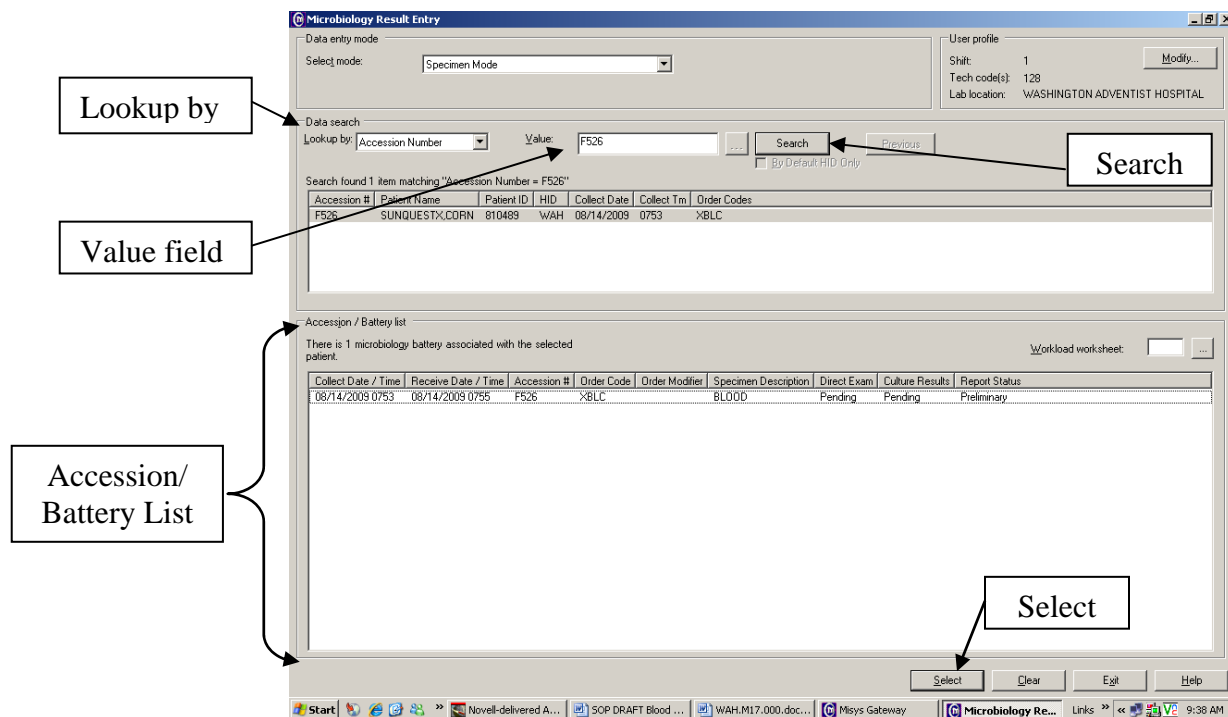 Microbiology Result Entry
Data entry mode
Select mode: Specimen Mode
User profile
Shift: 1
Modify...
Tech code(s): 128
Lab location: WASHINGTON ADVENTIST HOSPITAL
Lookup by
Data search
Lookup by: Accession Number Value: F526 ... Search Previous
By Default HID Only
Search
Search found 1 item matching "Accession Number = F526"
Accession # Patient Name Patient ID HID Collect Date Collect Tm Order Codes
F526 SUNQUESTX,CORN 810489 WAH 08/14/2009 0753 XBLC
Value field
Accession / Battery list
There is 1 microbiology battery associated with the selected
patient.
Workload worksheet: ...
Collect Date / Time Receive Date / Time Accession # Order Code Order Modifier Specimen Description Direct Exam Culture Results Report Status
08/14/2009 0753 08/14/2009 0755 F526 XBLC BLOOD Pending Pending Preliminary
Accession/
Battery List
Select
Select Clear Exit Help
Start » Novell-delivered A... SOP DRAFT Blood ... WAH.M17.000.doc... Misys Gateway Microbiology Re... Links » « 9:38 AM